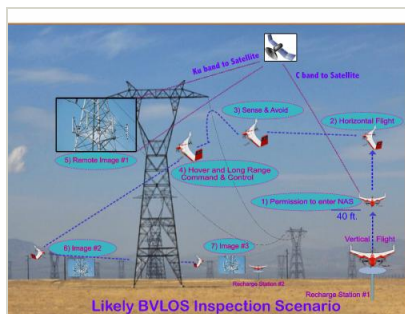 Ku band to Satellite
C band to Satellite
3) Sense & Avoid
2) Horizontal Flight
5) Remote Image #1
4) Hover and Long Range
Command & Control
1) Permission to enter NAS
40 ft.
Vertical Flight
6) Image #2
7) Image #3
Recharge Station #2
Recharge Station #1
Likely BVLOS Inspection Scenario